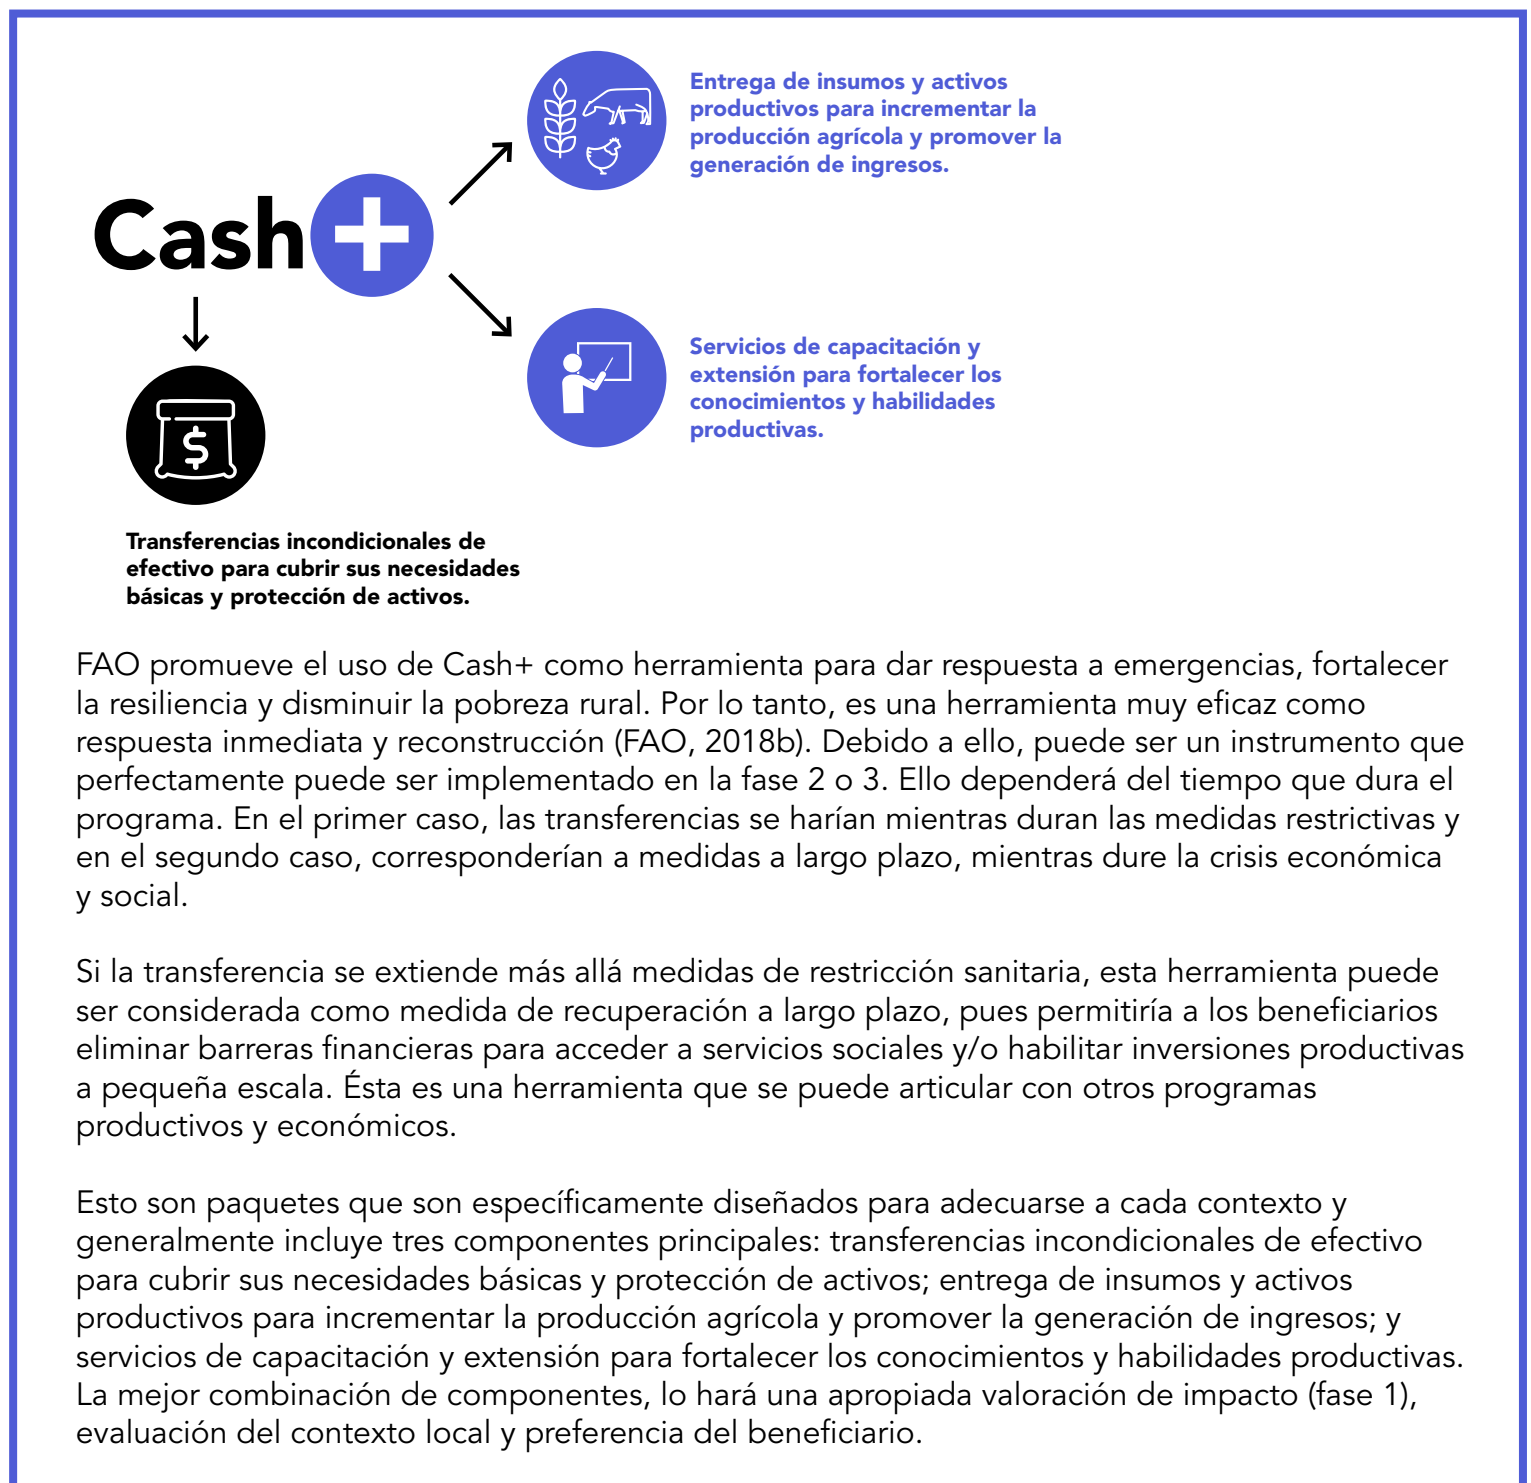 Entrega de insumos y activos
productivos para incrementar la
producción agrícola y promover la
generación de ingresos.
Cash+
Servicios de capacitación y
extensión para fortalecer los
conocimientos y habilidades
productivas.
$
Transferencias incondicionales de
efectivo para cubrir sus necesidades
básicas y protección de activos.
FAO promueve el uso de Cash+ como herramienta para dar respuesta a emergencias, fortalecer
la resiliencia y disminuir la pobreza rural. Por lo tanto, es una herramienta muy eficaz como
respuesta inmediata y reconstrucción (FAO, 2018b). Debido a ello, puede ser un instrumento que
perfectamente puede ser implementado en la fase 2 o 3. Ello dependerá del tiempo que dura el
programa. En el primer caso, las transferencias se harían mientras duran las medidas restrictivas y
en el segundo caso, corresponderían a medidas a largo plazo, mientras dure la crisis económica
y social.
Si la transferencia se extiende más allá medidas de restricción sanitaria, esta herramienta puede
ser considerada como medida de recuperación a largo plazo, pues permitiría a los beneficiarios
eliminar barreras financieras para acceder a servicios sociales y/o habilitar inversiones productivas
a pequeña escala. Ésta es una herramienta que se puede articular con otros programas
productivos y económicos.
Esto son paquetes que son específicamente diseñados para adecuarse a cada contexto y
generalmente incluye tres componentes principales: transferencias incondicionales de efectivo
para cubrir sus necesidades básicas y protección de activos; entrega de insumos y activos
productivos para incrementar la producción agrícola y promover la generación de ingresos; y
servicios de capacitación y extensión para fortalecer los conocimientos y habilidades productivas.
La mejor combinación de componentes, lo hará una apropiada valoración de impacto (fase 1),
evaluación del contexto local y preferencia del beneficiario.